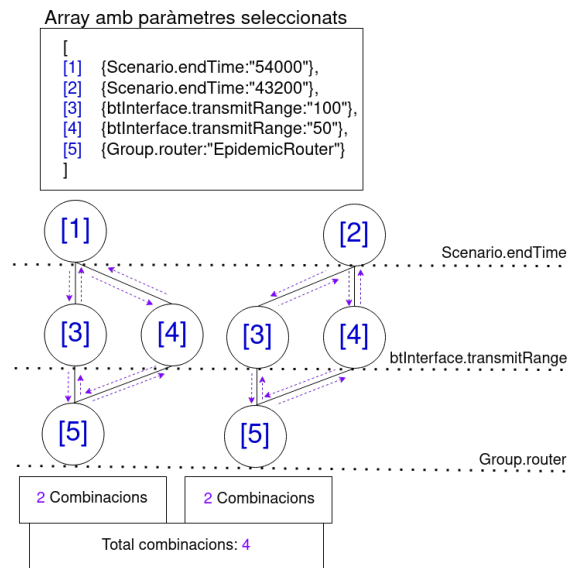 Array amb paràmetres seleccionats
[
[1] {Scenario.endTime:"54000"},
[2] {Scenario.endTime:"43200"},
[3] {btInterface.transmitRange:"100"},
[4] {btInterface.transmitRange:"50"},
[5] {Group.router:"EpidemicRouter"}
]
[1] [2]
Scenario.endTime
[3] [4] [3] [4]
btInterface.transmitRange
[5] [5]
Group.router
2 Combinacions 2 Combinacions
Total combinacions: 4